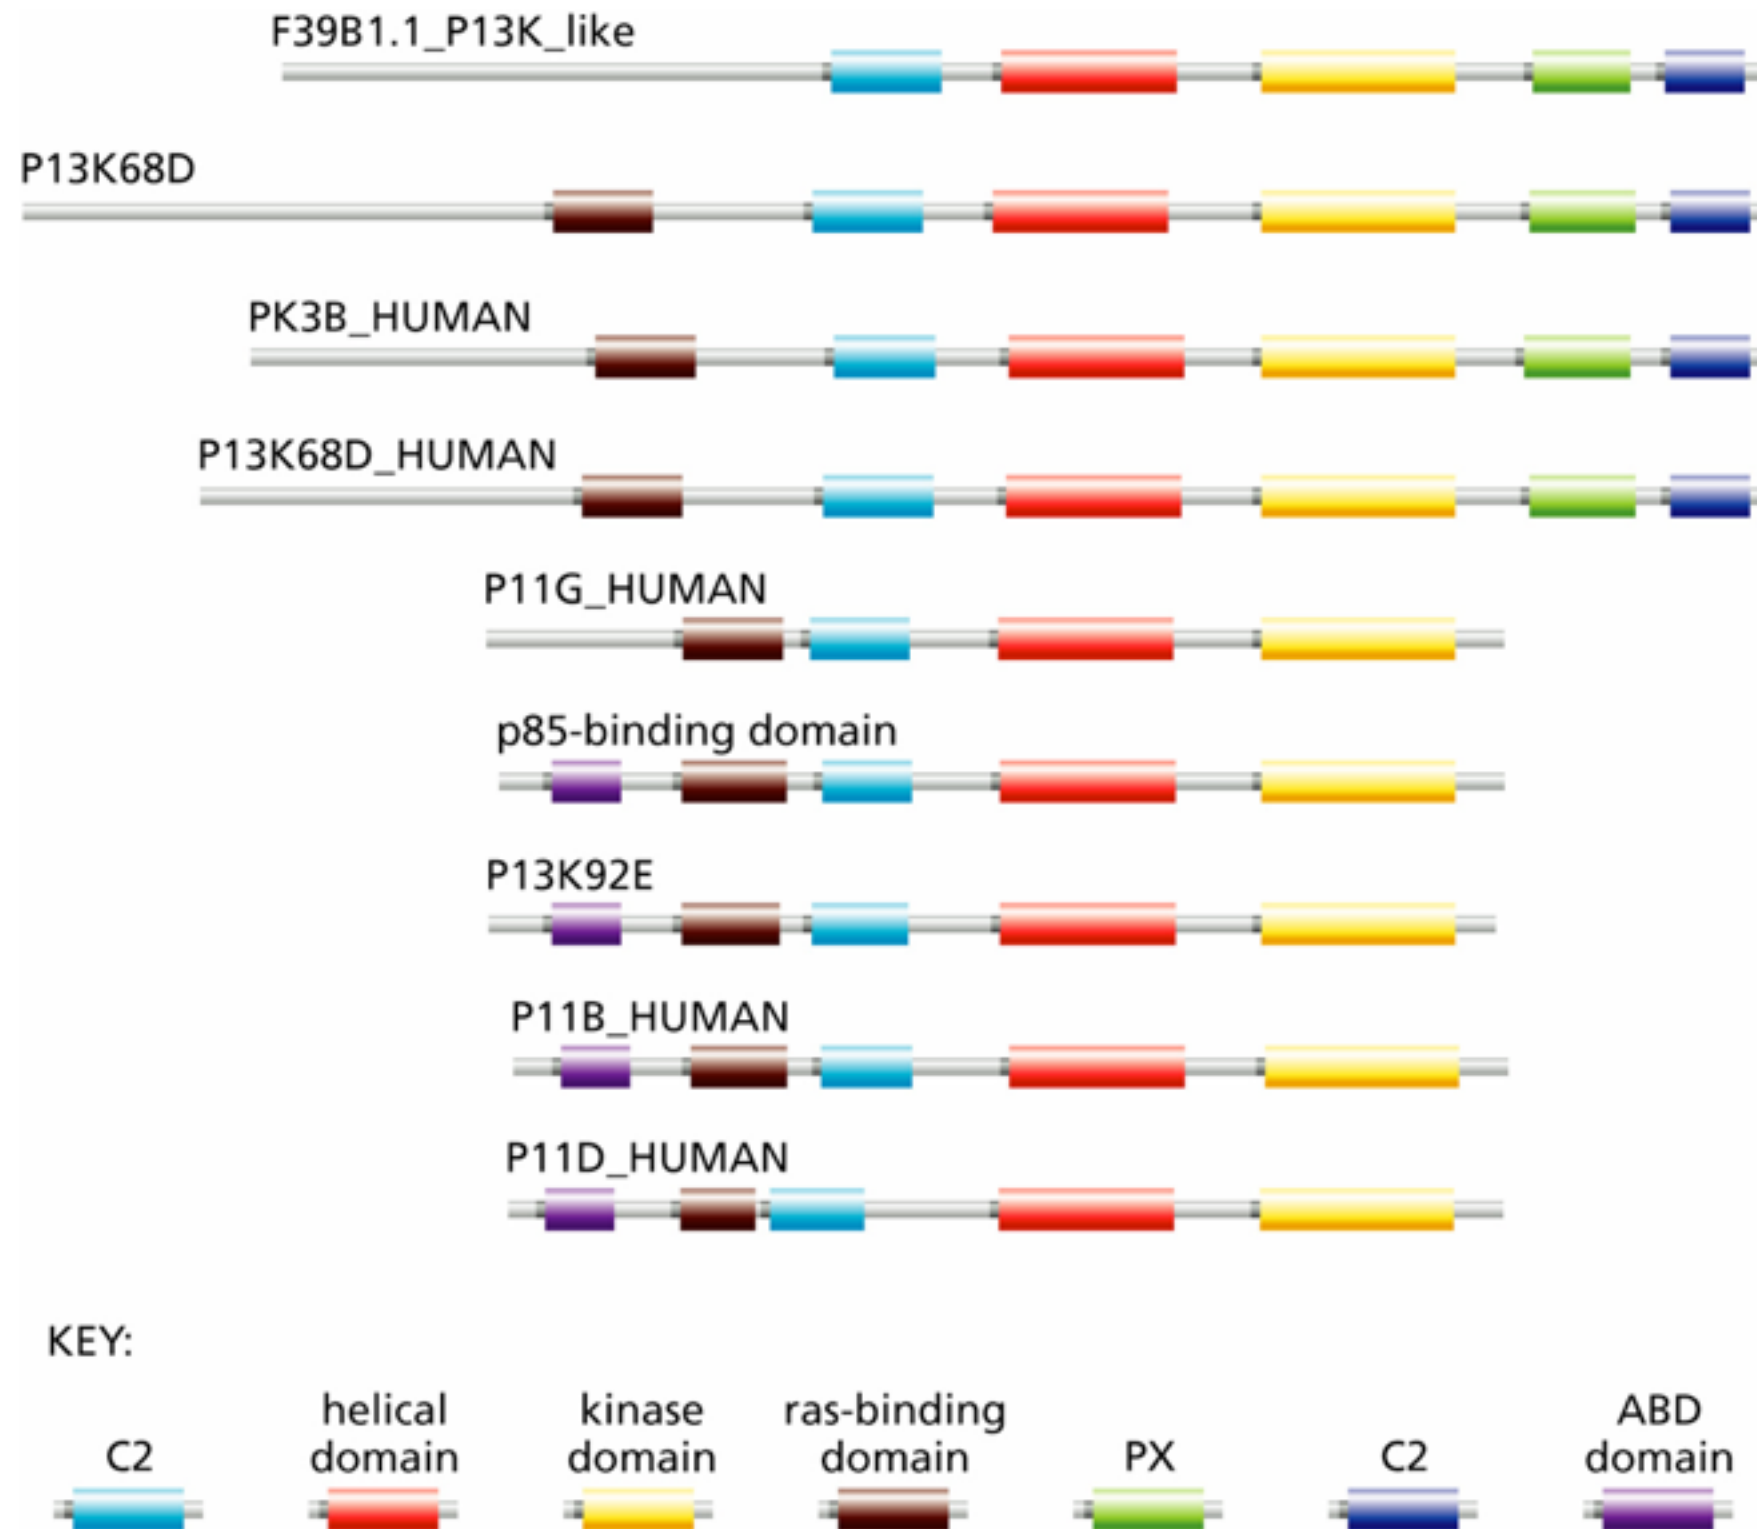 F39B1.1_P13K_like
P13K68D
PK3B_HUMAN
P13K68D_HUMAN
P11G_HUMAN
p85-binding domain
P13K92E
P11B_HUMAN
P11D_HUMAN
KEY:
C2
helical
domain
kinase
domain
ras-binding
domain
PX
C2
ABD
domain